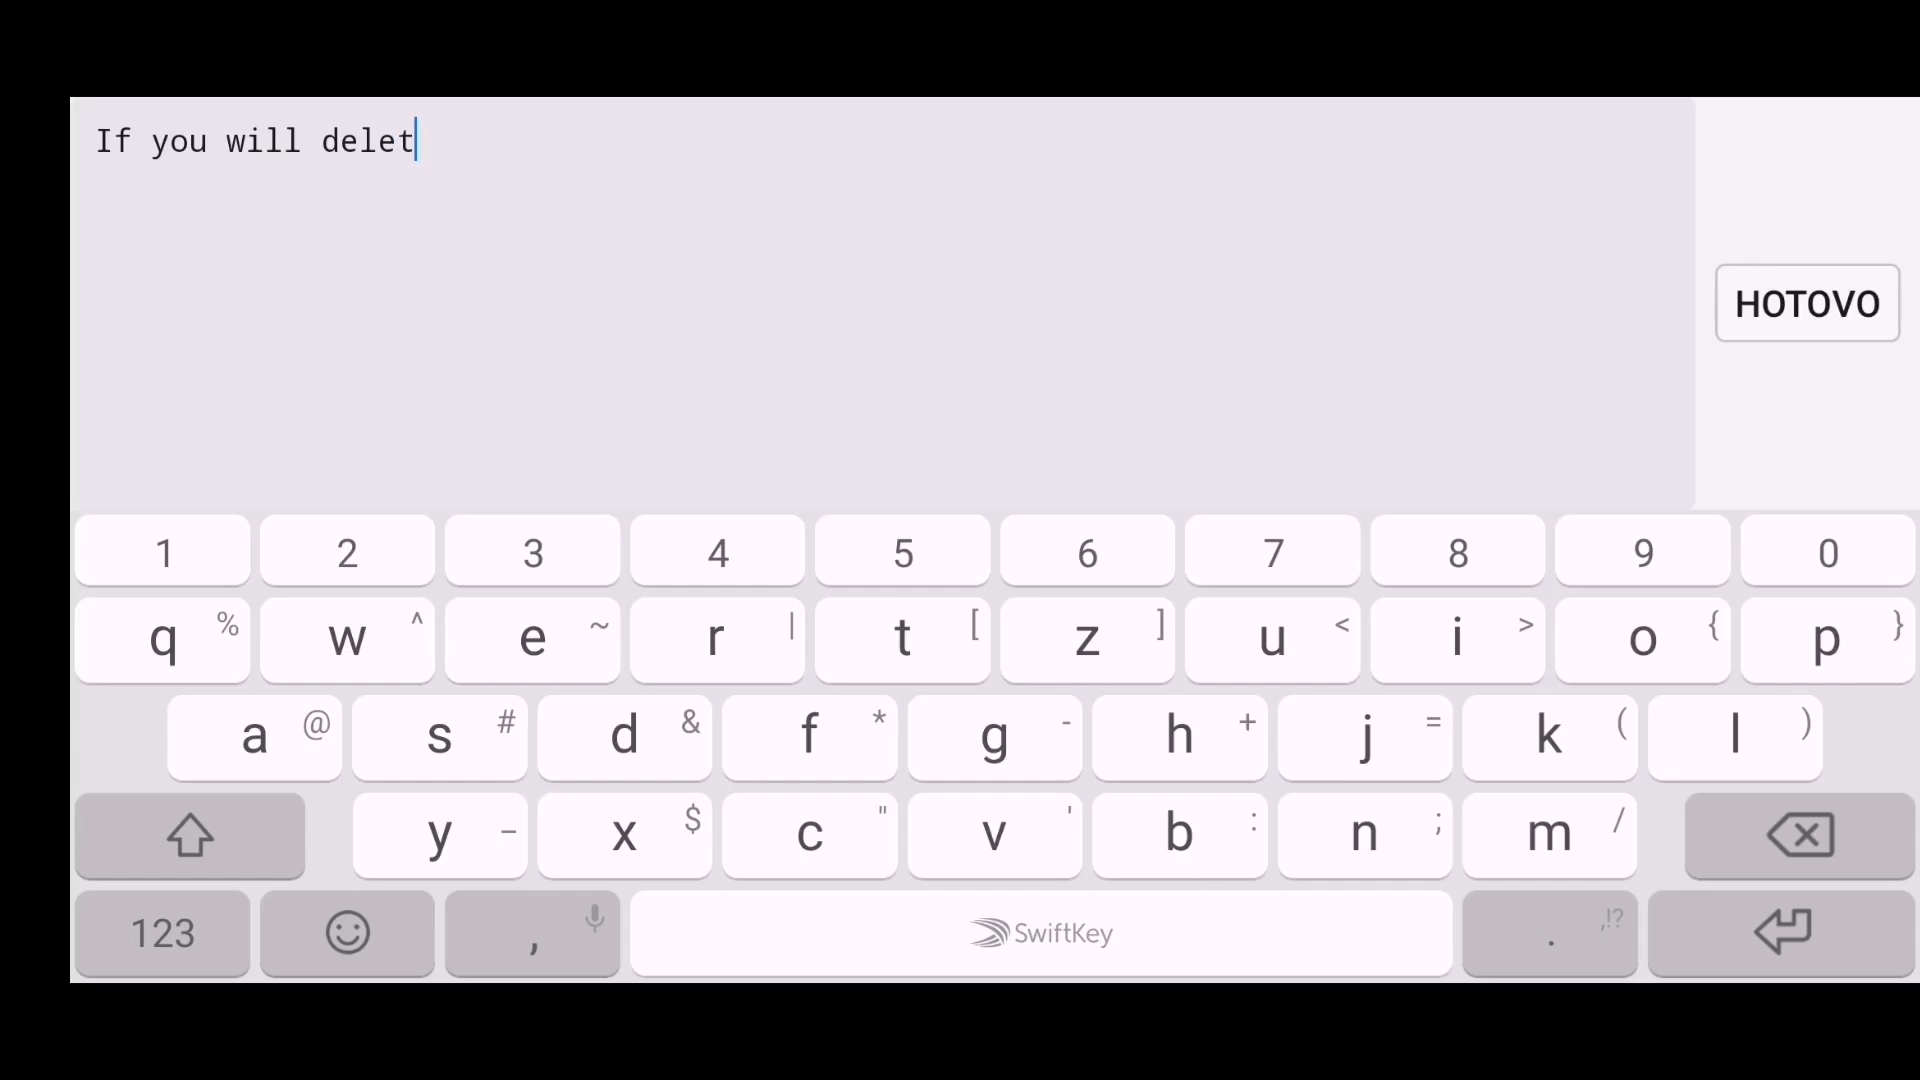 If you will delet
HOTOVO
1 2 3 4 5 6 7 8 9 0
q % w ^ e ~ r | t [ z ] u < i > o { p }
a @ s # d & f * g - h + j = k ( l )
y _ x $ c " v ' b : n ; m /
123 , SwiftKey . ,!?